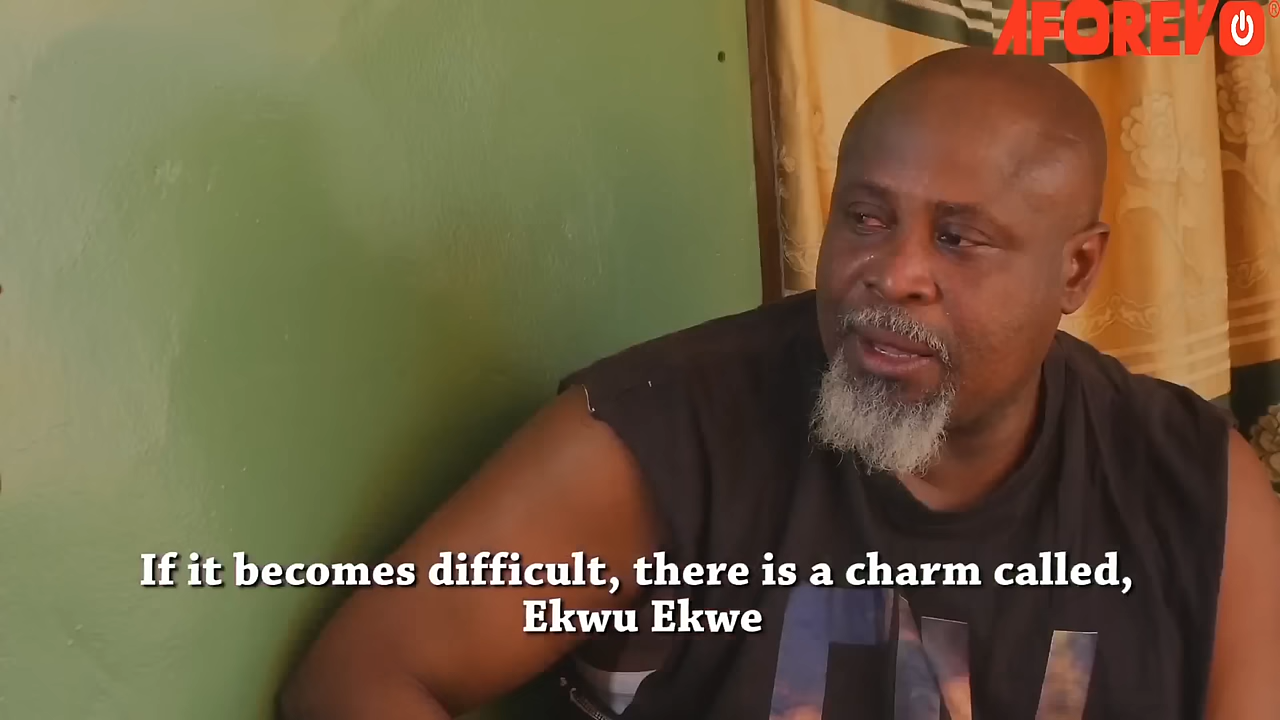 AFOREVO®
If it becomes difficult, there is a charm called,
Ekwu Ekwe